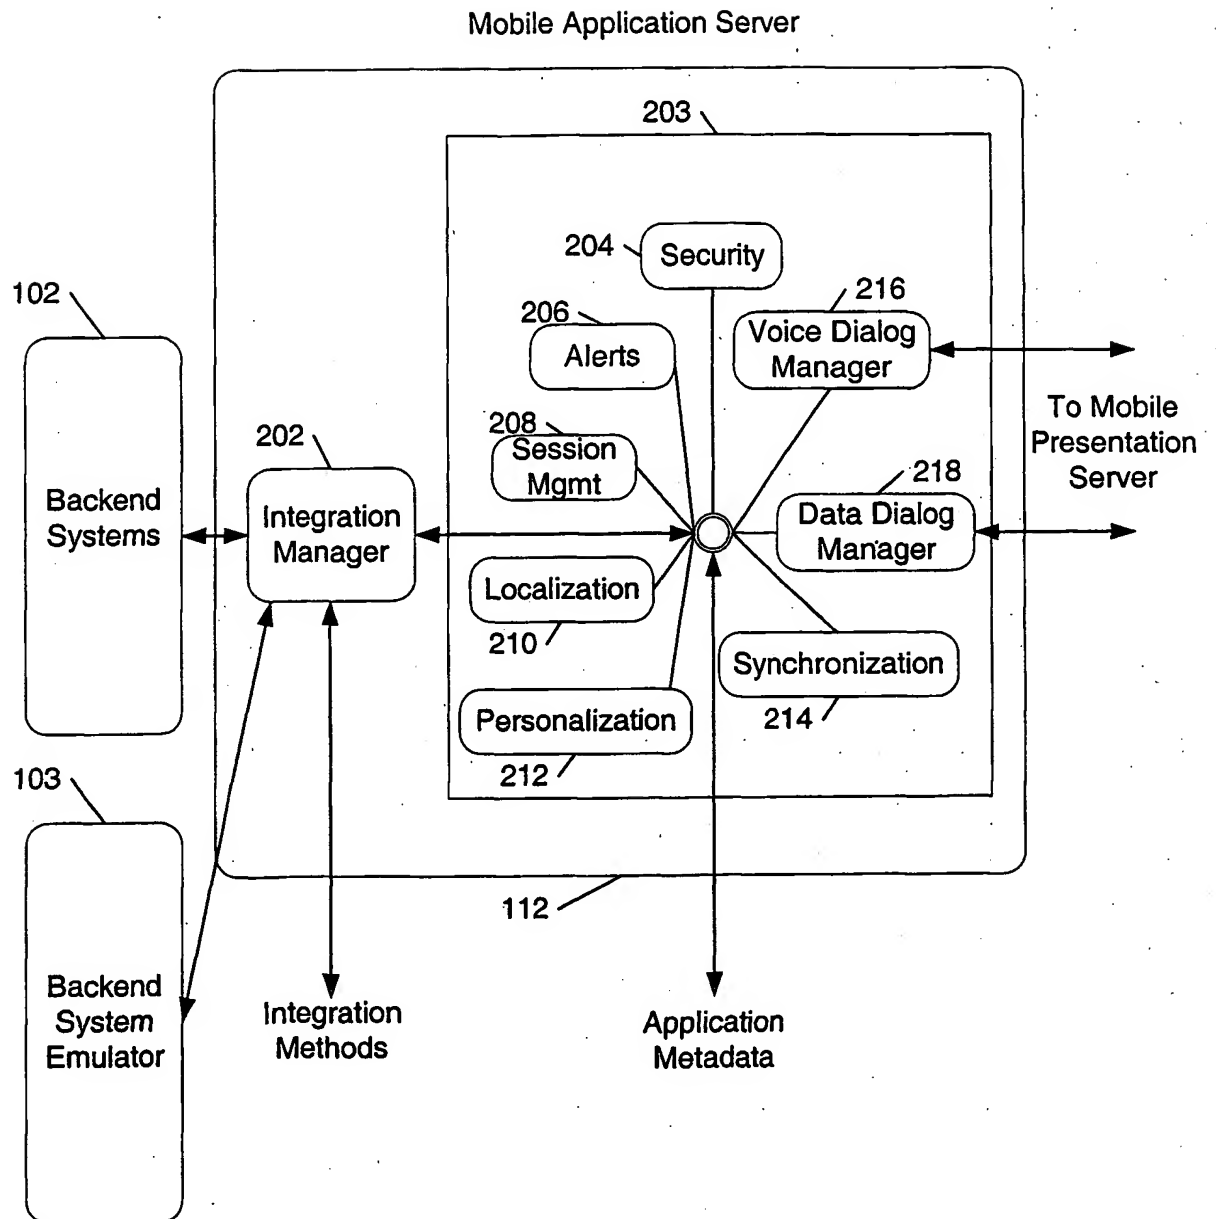 Mobile Application Server
203
204
Security
102
216
206
Voice Dialog
Manager
Alerts
To Mobile
Presentation
Server
202
208
Session
Mgmt
218
Backend
Systems
Integration
Manager
Data Dialog
Manager
Localization
210
Synchronization
214
Personalization
212
103
112
Backend
System
Emulator
Integration
Methods
Application
Metadata